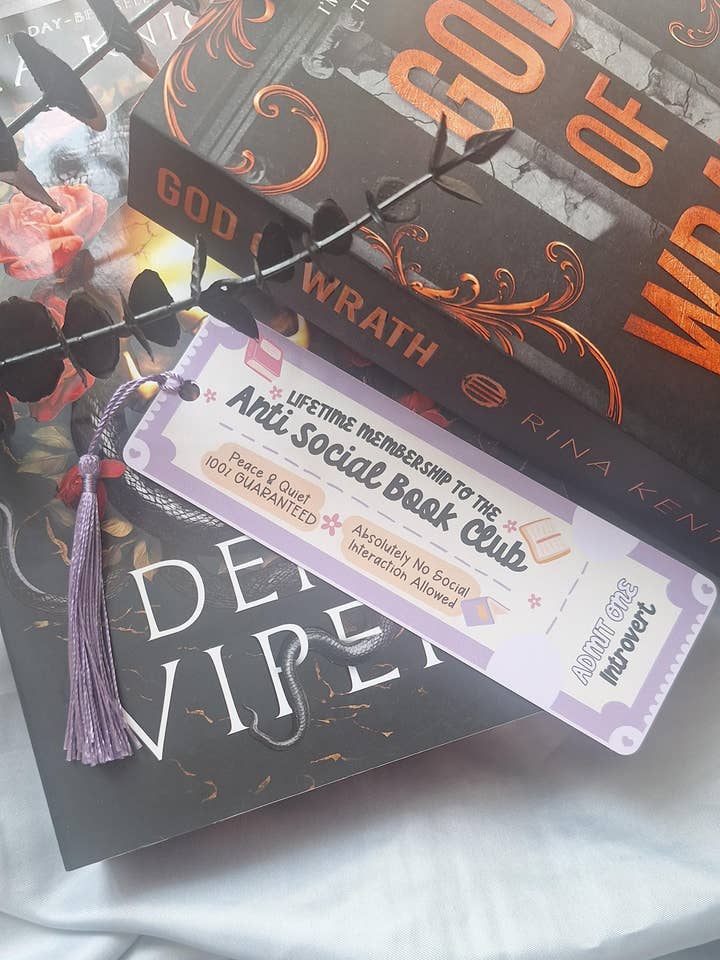 GOD
OF
GOD WRATH
RINA KENT
LIFETIME MEMBERSHIP TO THE
Anti Social Book Club
Peace & Quiet
100% GUARANTEED
Absolutely No Social
Interaction Allowed
ADMIT ONE
Introvert
VIPER